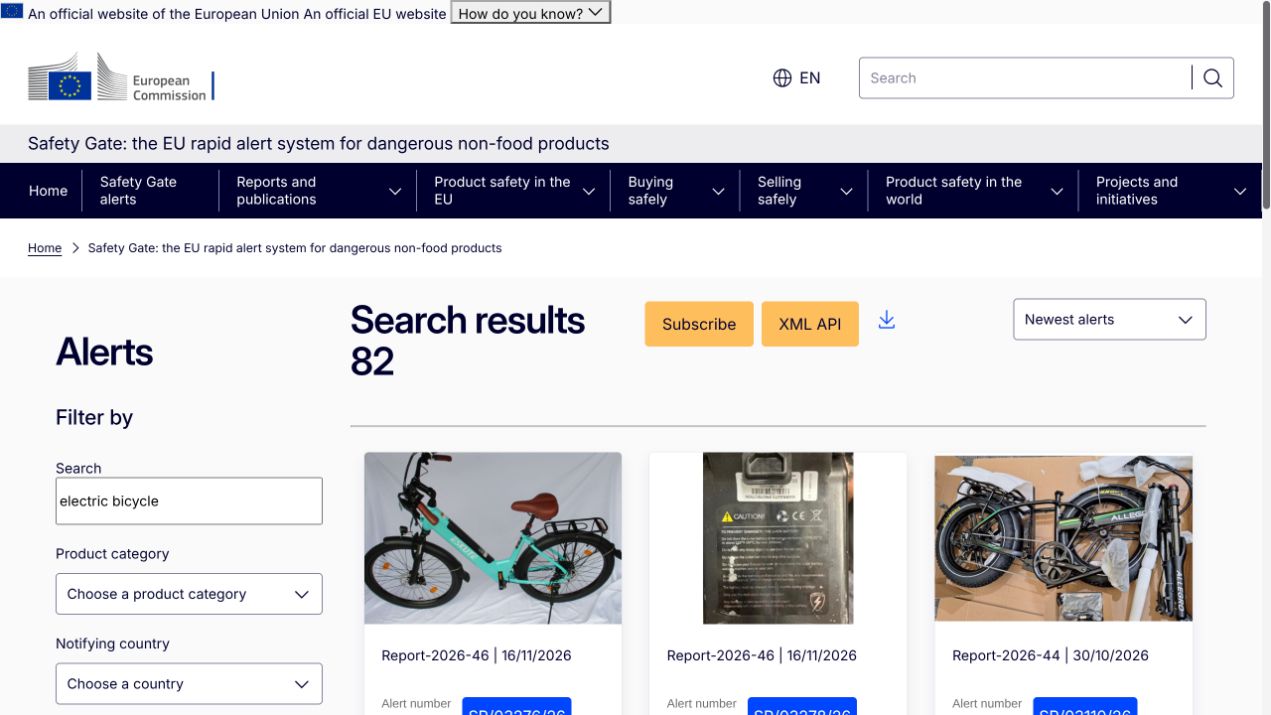 An official website of the European Union An official EU website How do you know?
European
Commission
EN
Search
Safety Gate: the EU rapid alert system for dangerous non-food products
Home
Safety Gate
alerts
Reports and
publications
Product safety in the
EU
Buying
safely
Selling
safely
Product safety in the
world
Projects and
initiatives
Home > Safety Gate: the EU rapid alert system for dangerous non-food products
Alerts
Filter by
Search
electric bicycle
Product category
Choose a product category
Notifying country
Choose a country
Search results
82
Subscribe
XML API
Newest alerts
ESKUTE
CAUTION!
ALLEGRO
Report-2026-46 | 16/11/2026
Report-2026-46 | 16/11/2026
Report-2026-44 | 30/10/2026
Alert number
Alert number
Alert number